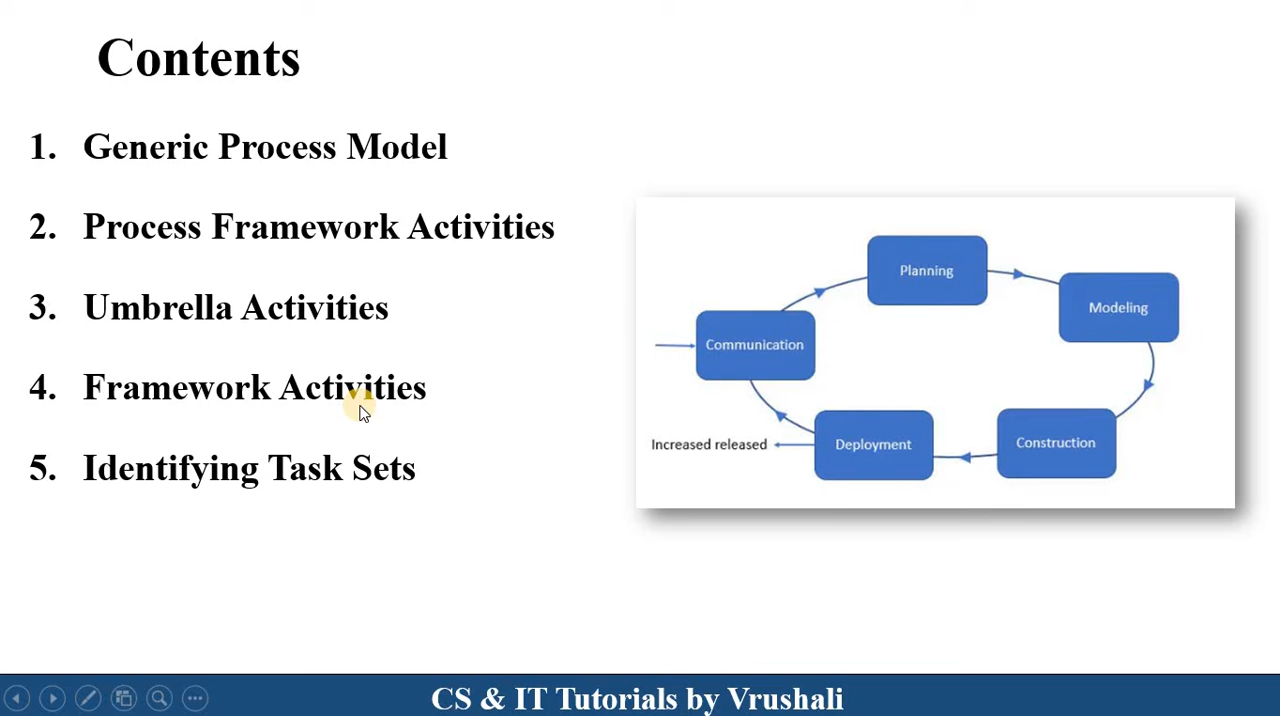 Contents
1. Generic Process Model
2. Process Framework Activities
3. Umbrella Activities
4. Framework Activities
5. Identifying Task Sets
Planning
Modeling
Communication
Construction
Deployment
Increased released
CS & IT Tutorials by Vrushali